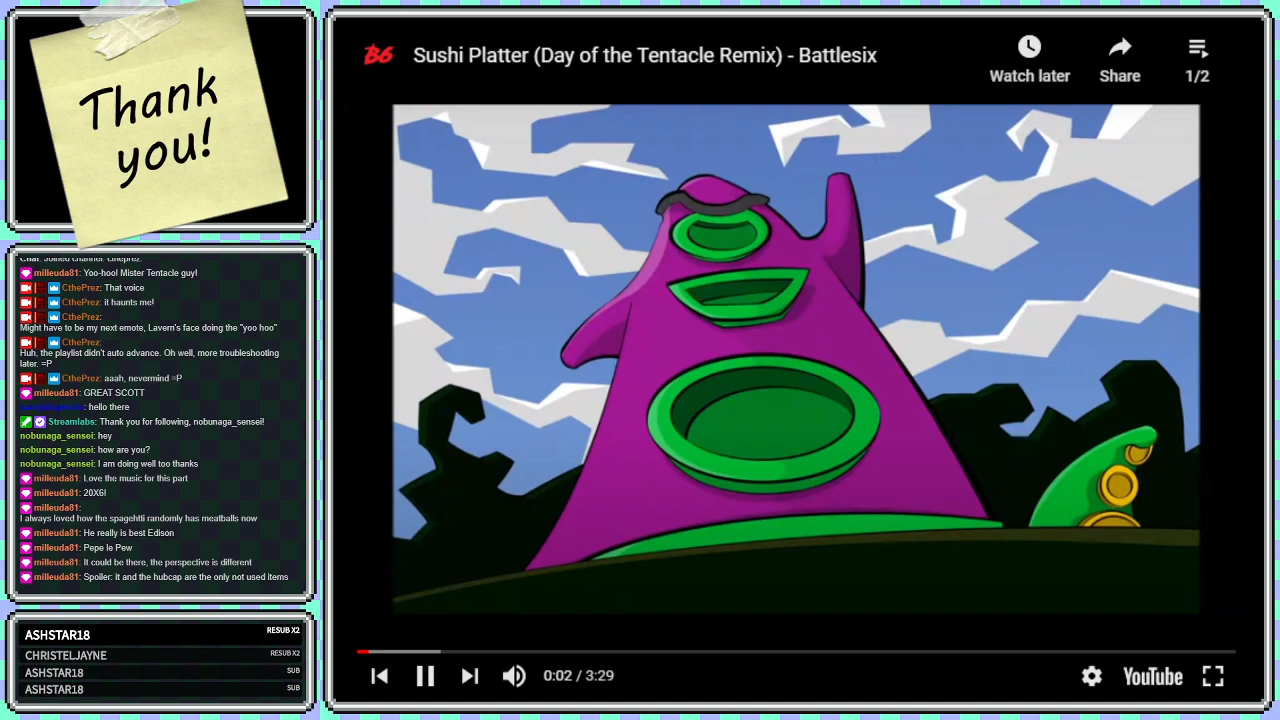 Thank
you!
Chat: Joined channel: ctheprez
milleuda81: Yoo-hoo! Mister Tentacle guy!
CthePrez: That voice
CthePrez: it haunts me!
CthePrez:
Might have to be my next emote, Lavern's face doing the "yoo hoo"
CthePrez:
Huh, the playlist didn't auto advance. Oh well, more troubleshooting
later. =P
CthePrez: aaah, nevermind =P
milleuda81: GREAT SCOTT
: hello there
Streamlabs: Thank you for following, nobunaga_sensei!
nobunaga_sensei: hey
nobunaga_sensei: how are you?
nobunaga_sensei: I am doing well too thanks
milleuda81: Love the music for this part
milleuda81: 20X6!
milleuda81:
I always loved how the spagehtti randomly has meatballs now
milleuda81: He really is best Edison
milleuda81: Pepe le Pew
milleuda81: It could be there, the perspective is different
milleuda81: Spoiler: it and the hubcap are the only not used items
ASHSTAR18 RESUB X2
CHRISTELJAYNE RESUB X2
ASHSTAR18 SUB
ASHSTAR18 SUB
B6 Sushi Platter (Day of the Tentacle Remix) - Battlesix
Watch later Share 1/2
0:02 / 3:29 YouTube